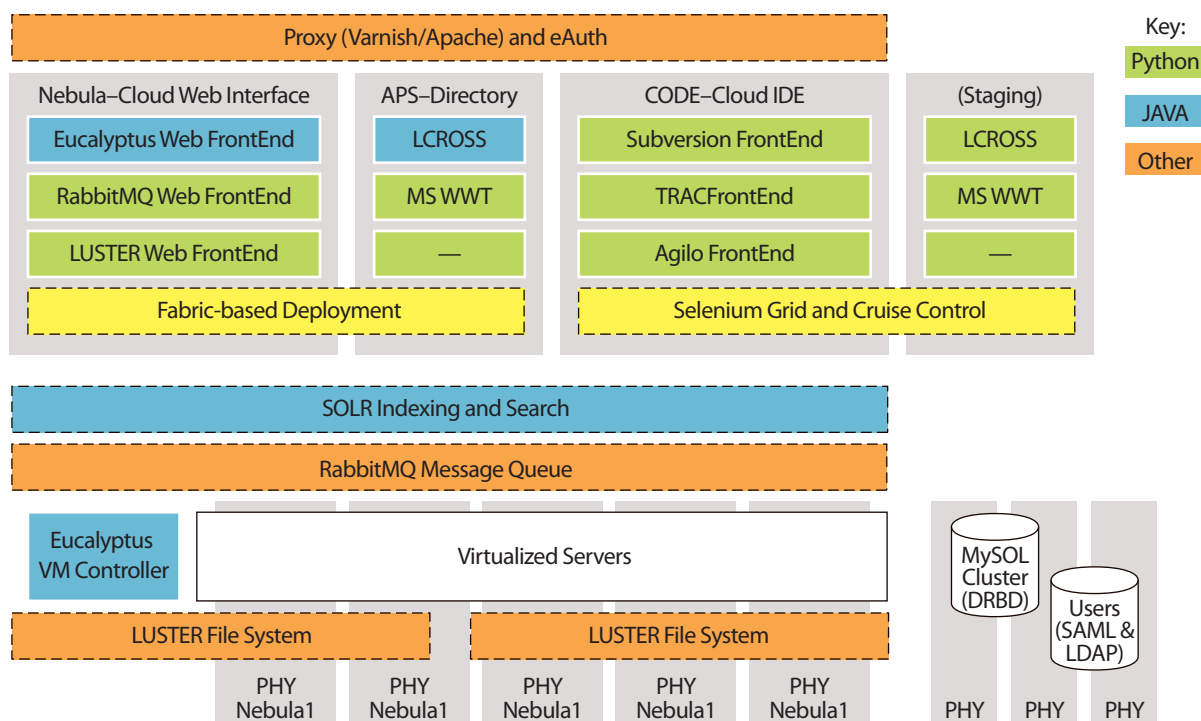 Proxy (Varnish/Apache) and eAuth
Key:
Python
JAVA
Other
Nebula–Cloud Web Interface
Eucalyptus Web FrontEnd
RabbitMQ Web FrontEnd
LUSTER Web FrontEnd
APS–Directory
LCROSS
MS WWT
—
Fabric-based Deployment
CODE–Cloud IDE
Subversion FrontEnd
TRACFrontEnd
Agilo FrontEnd
(Staging)
LCROSS
MS WWT
—
Selenium Grid and Cruise Control
SOLR Indexing and Search
RabbitMQ Message Queue
Eucalyptus
VM Controller
Virtualized Servers
LUSTER File System
LUSTER File System
PHY
Nebula1
PHY
Nebula1
PHY
Nebula1
PHY
Nebula1
PHY
Nebula1
MySOL
Cluster
(DRBD)
Users
(SAML &
LDAP)
PHY
PHY
PHY